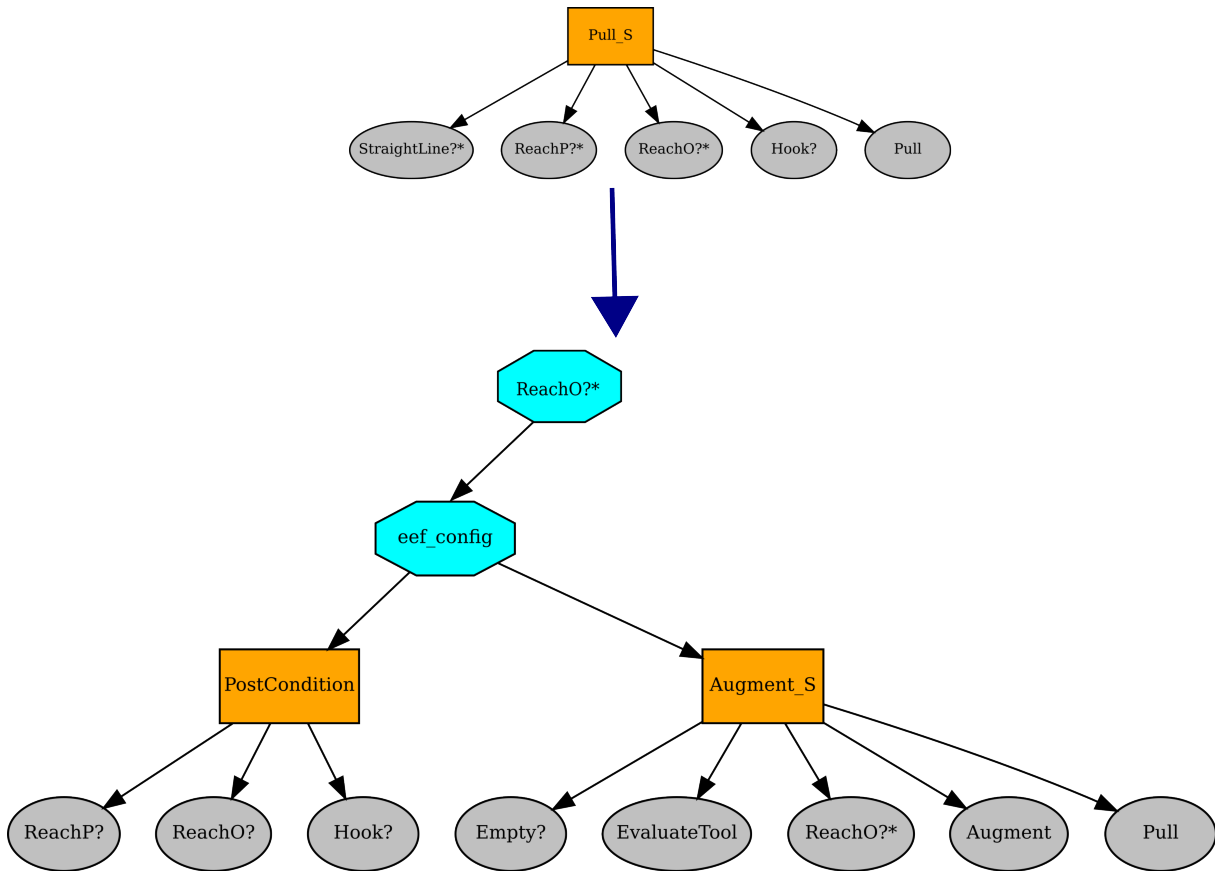 Pull_S
StraightLine?*
ReachP?*
ReachO?*
Hook?
Pull
ReachO?*
eef_config
PostCondition
Augment_S
ReachP?
ReachO?
Hook?
Empty?
EvaluateTool
ReachO?*
Augment
Pull